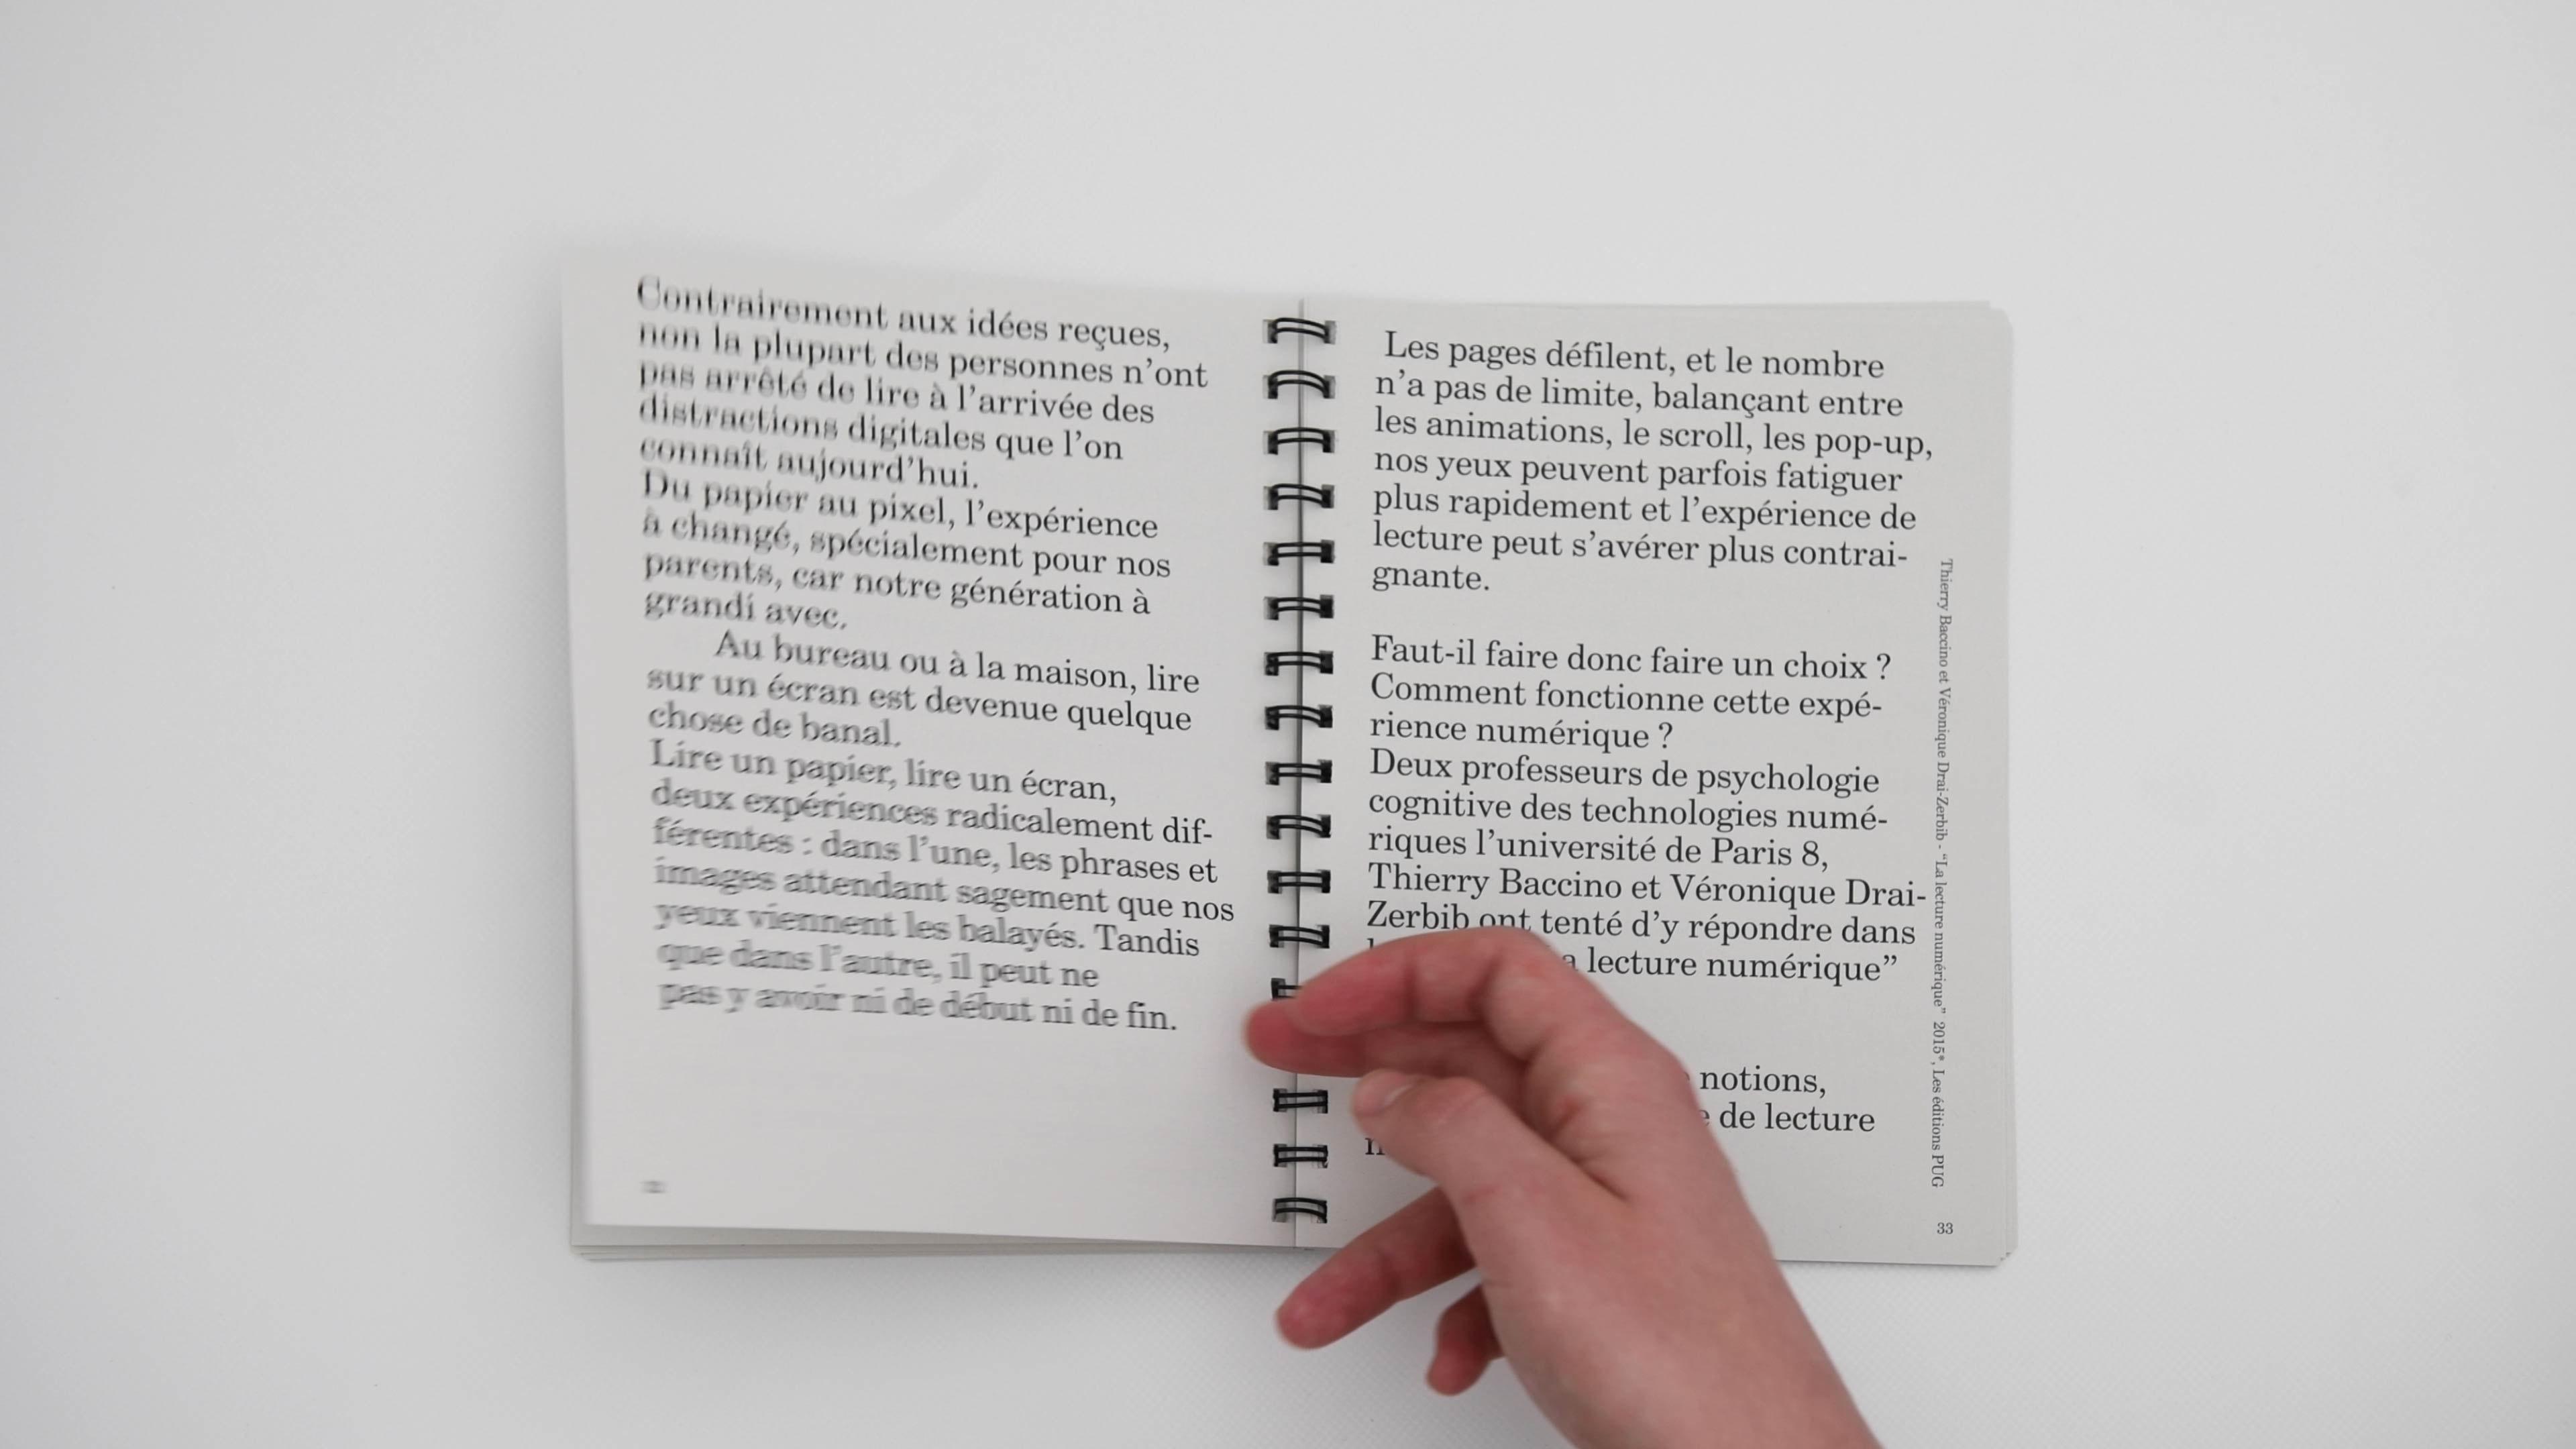 Contrairement aux idées reçues,
non la plupart des personnes n’ont
pas arrêté de lire à l’arrivée des
distractions digitales que l’on
connaît aujourd’hui.
Du papier au pixel, l’expérience
à changé, spécialement pour nos
parents, car notre génération à
grandi avec.
Au bureau ou à la maison, lire
sur un écran est devenue quelque
chose de banal.
Lire un papier, lire un écran,
deux expériences radicalement dif-
férentes : dans l’une, les phrases et
images attendant sagement que nos
yeux viennent les balayés. Tandis
que dans l’autre, il peut ne
pas y avoir ni de début ni de fin.
Les pages défilent, et le nombre
n’a pas de limite, balançant entre
les animations, le scroll, les pop-up,
nos yeux peuvent parfois fatiguer
plus rapidement et l’expérience de
lecture peut s’avérer plus contrai-
gnante.
Faut-il faire donc faire un choix ?
Comment fonctionne cette expé-
rience numérique ?
Deux professeurs de psychologie
cognitive des technologies numé-
riques l’université de Paris 8,
Thierry Baccino et Véronique Drai-
Zerbib ont tenté d’y répondre dans
lecture numérique”
notions,
de lecture
Thierry Baccino et Véronique Drai-Zerbib - “La lecture numérique” 2015*, Les éditions PUG
33